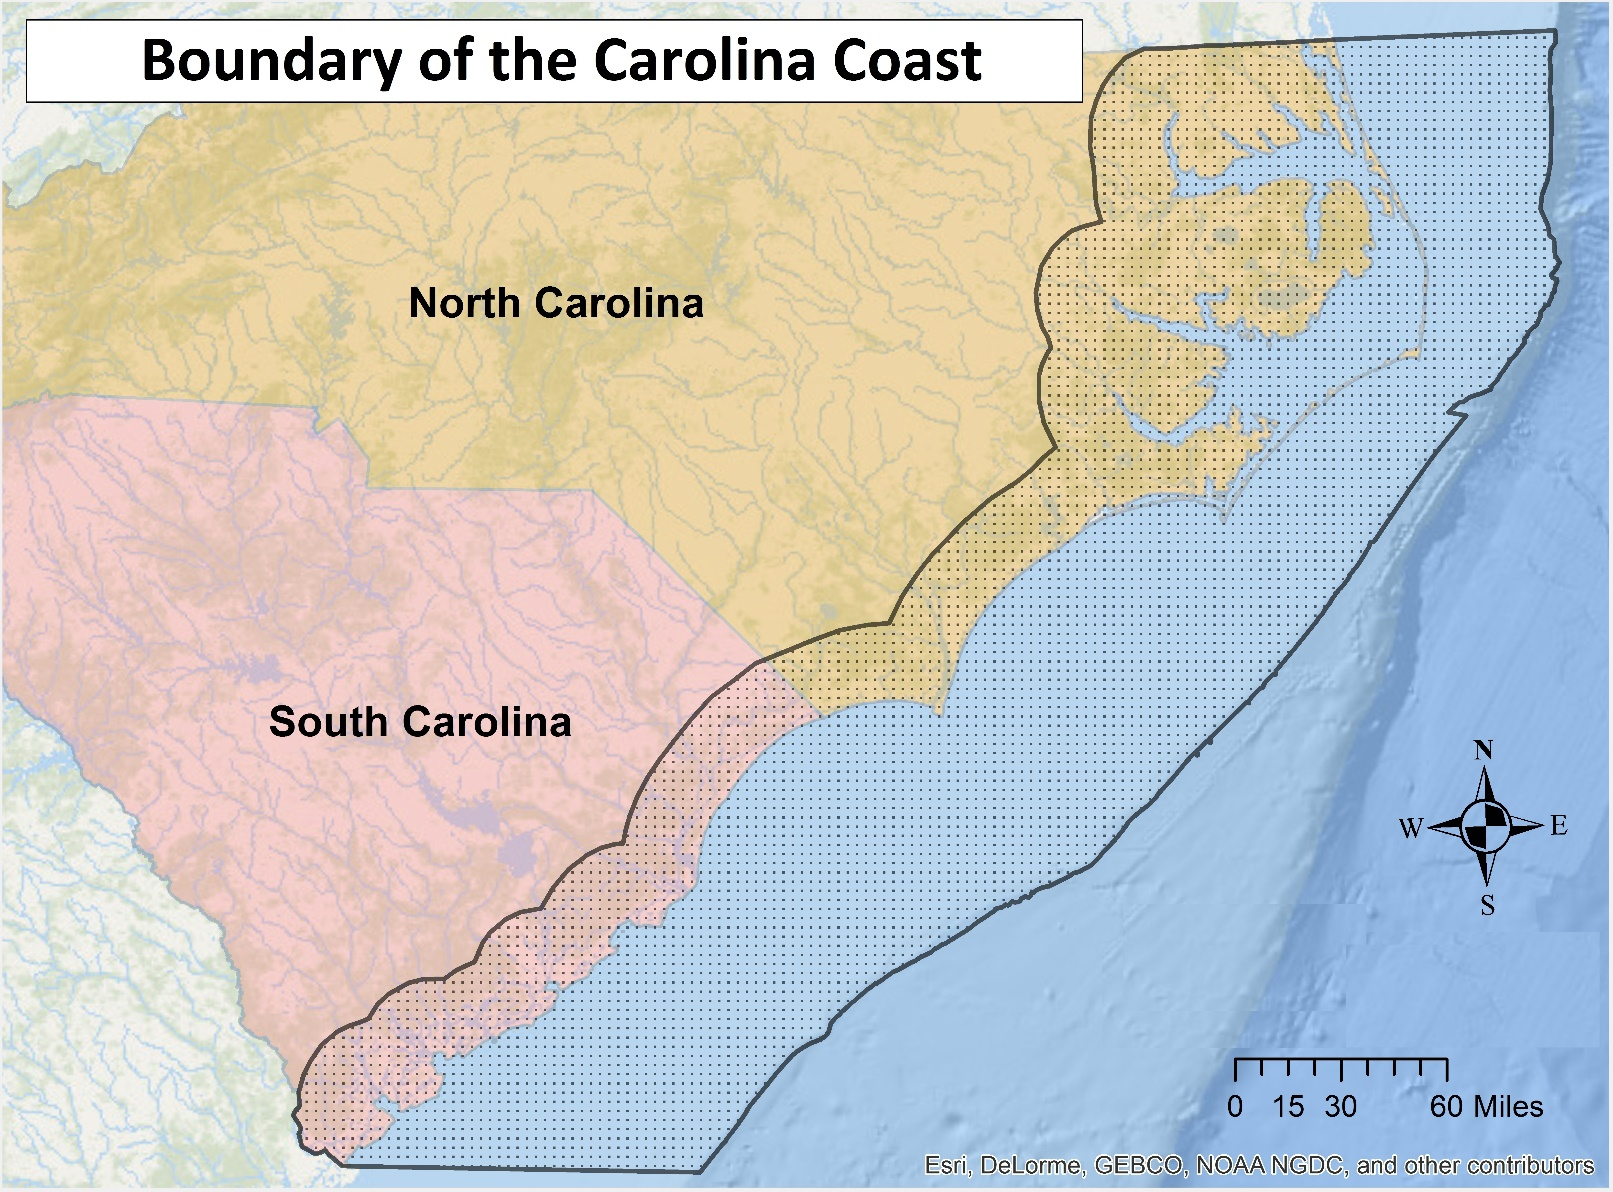 Boundary of the Carolina Coast
North Carolina
South Carolina
N
W E
S
0 15 30 60 Miles
Esri, DeLorme, GEBCO, NOAA NGDC, and other contributors